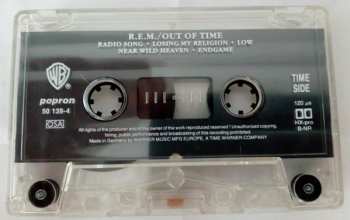 R.E.M./OUT OF TIME
RADIO SONG • LOSING MY RELIGION • LOW
NEAR WILD HEAVEN • ENDGAME
WB
popron
50 139-4
OSA
TIME
SIDE
120 µs
HX-pro
B-NR
All rights of the producer and of the owner of the work reproduced reserved! Unauthorised copying,
hiring, public performance and broadcasting of this recording prohibited.
Made in Germany by WARNER MUSIC MFG EUROPE, A TIME WARNER COMPANY